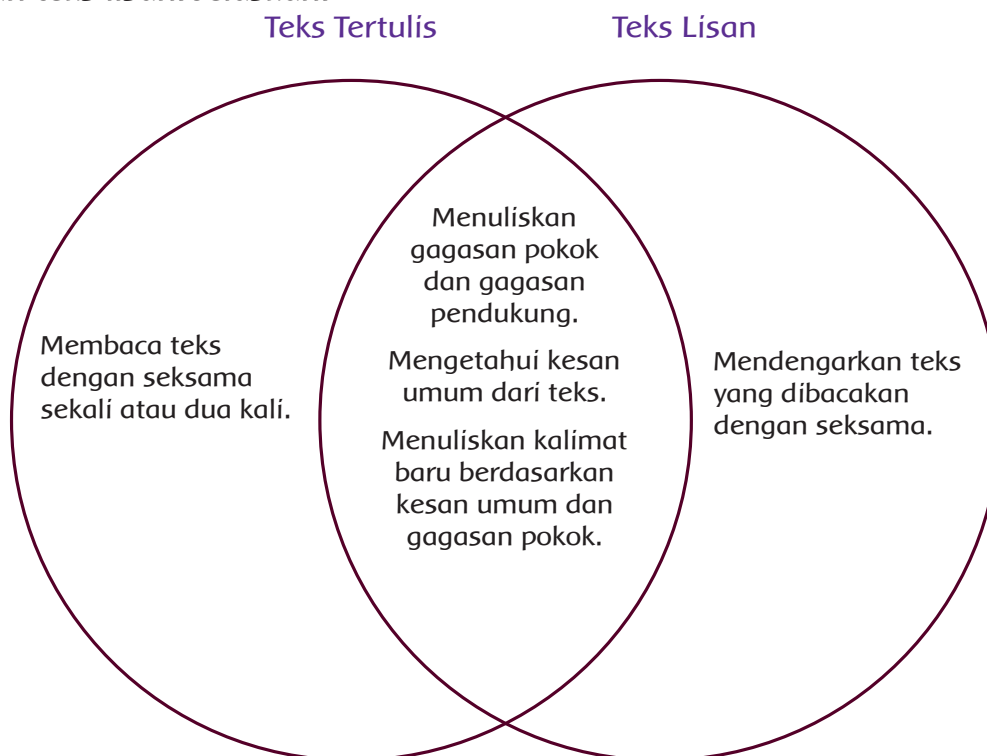 Teks Tertulis
Teks Lisan
Membaca teks
dengan seksama
sekali atau dua kali.
Menuliskan
gagasan pokok
dan gagasan
pendukung.
Mengetahui kesan
umum dari teks.
Menuliskan kalimat
baru berdasarkan
kesan umum dan
gagasan pokok.
Mendengarkan teks
yang dibacakan
dengan seksama.